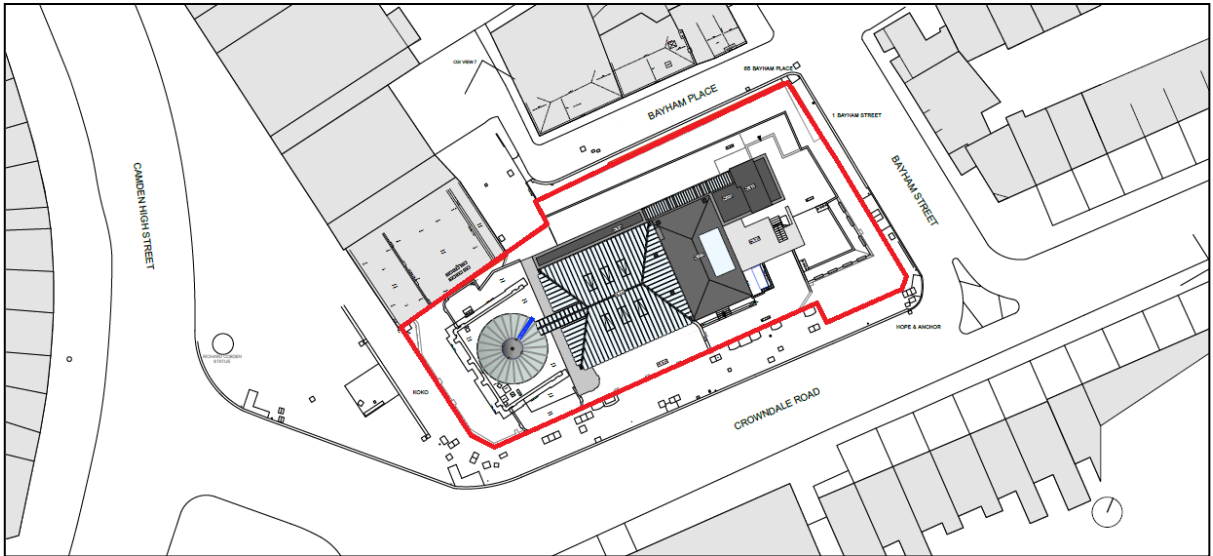 65 BAYHAM PLACE
BAYHAM PLACE
1 BAYHAM STREET
BAYHAM STREET
CAMDEN HIGH STREET
RICHARD COBDEN
STATUE
KOKO
HOPE & ANCHOR
CROWNDALE ROAD